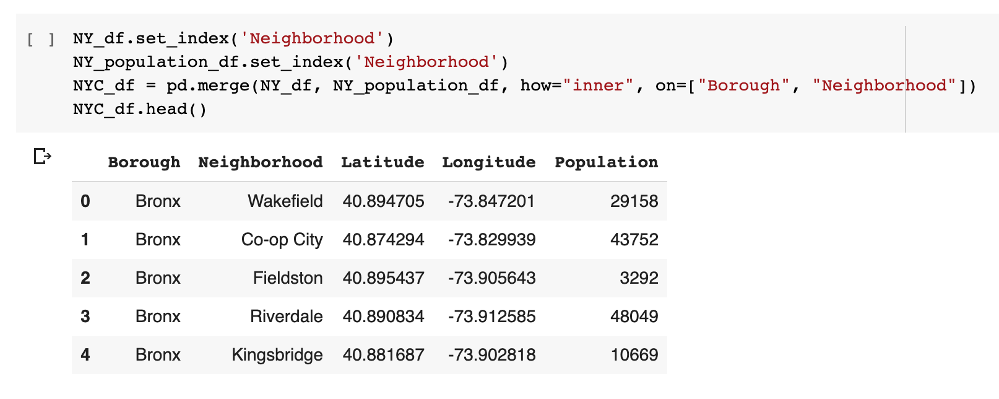 [ ] NY_df.set_index('Neighborhood')
NY_population_df.set_index('Neighborhood')
NYC_df = pd.merge(NY_df, NY_population_df, how="inner", on=["Borough", "Neighborhood"])
NYC_df.head()
Borough Neighborhood Latitude Longitude Population
0 Bronx Wakefield 40.894705 -73.847201 29158
1 Bronx Co-op City 40.874294 -73.829939 43752
2 Bronx Fieldston 40.895437 -73.905643 3292
3 Bronx Riverdale 40.890834 -73.912585 48049
4 Bronx Kingsbridge 40.881687 -73.902818 10669